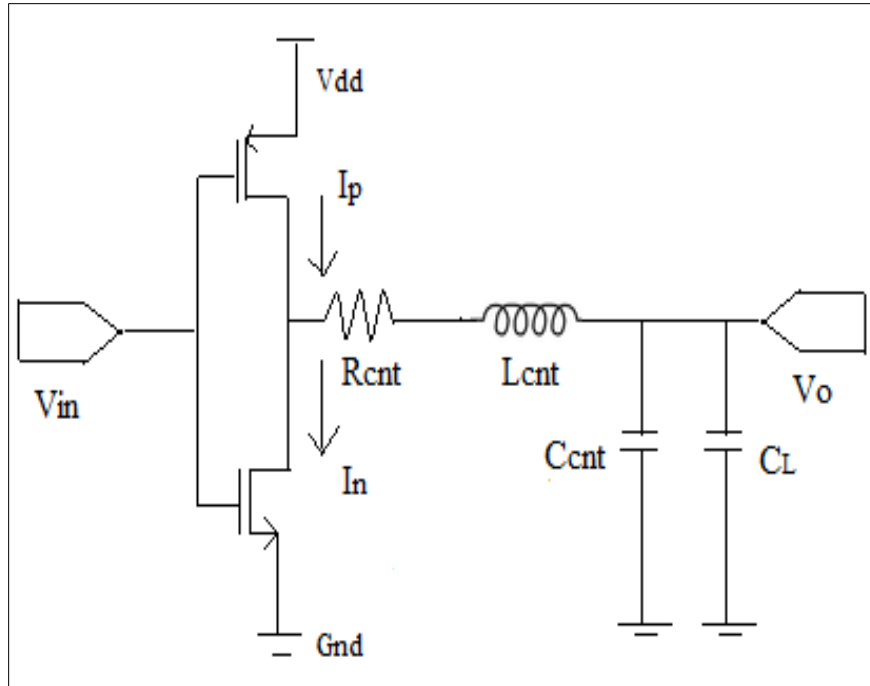 Vdd
Ip
Rcnt
Lcnt
Vin
Vo
Ccnt
CL
In
Gnd